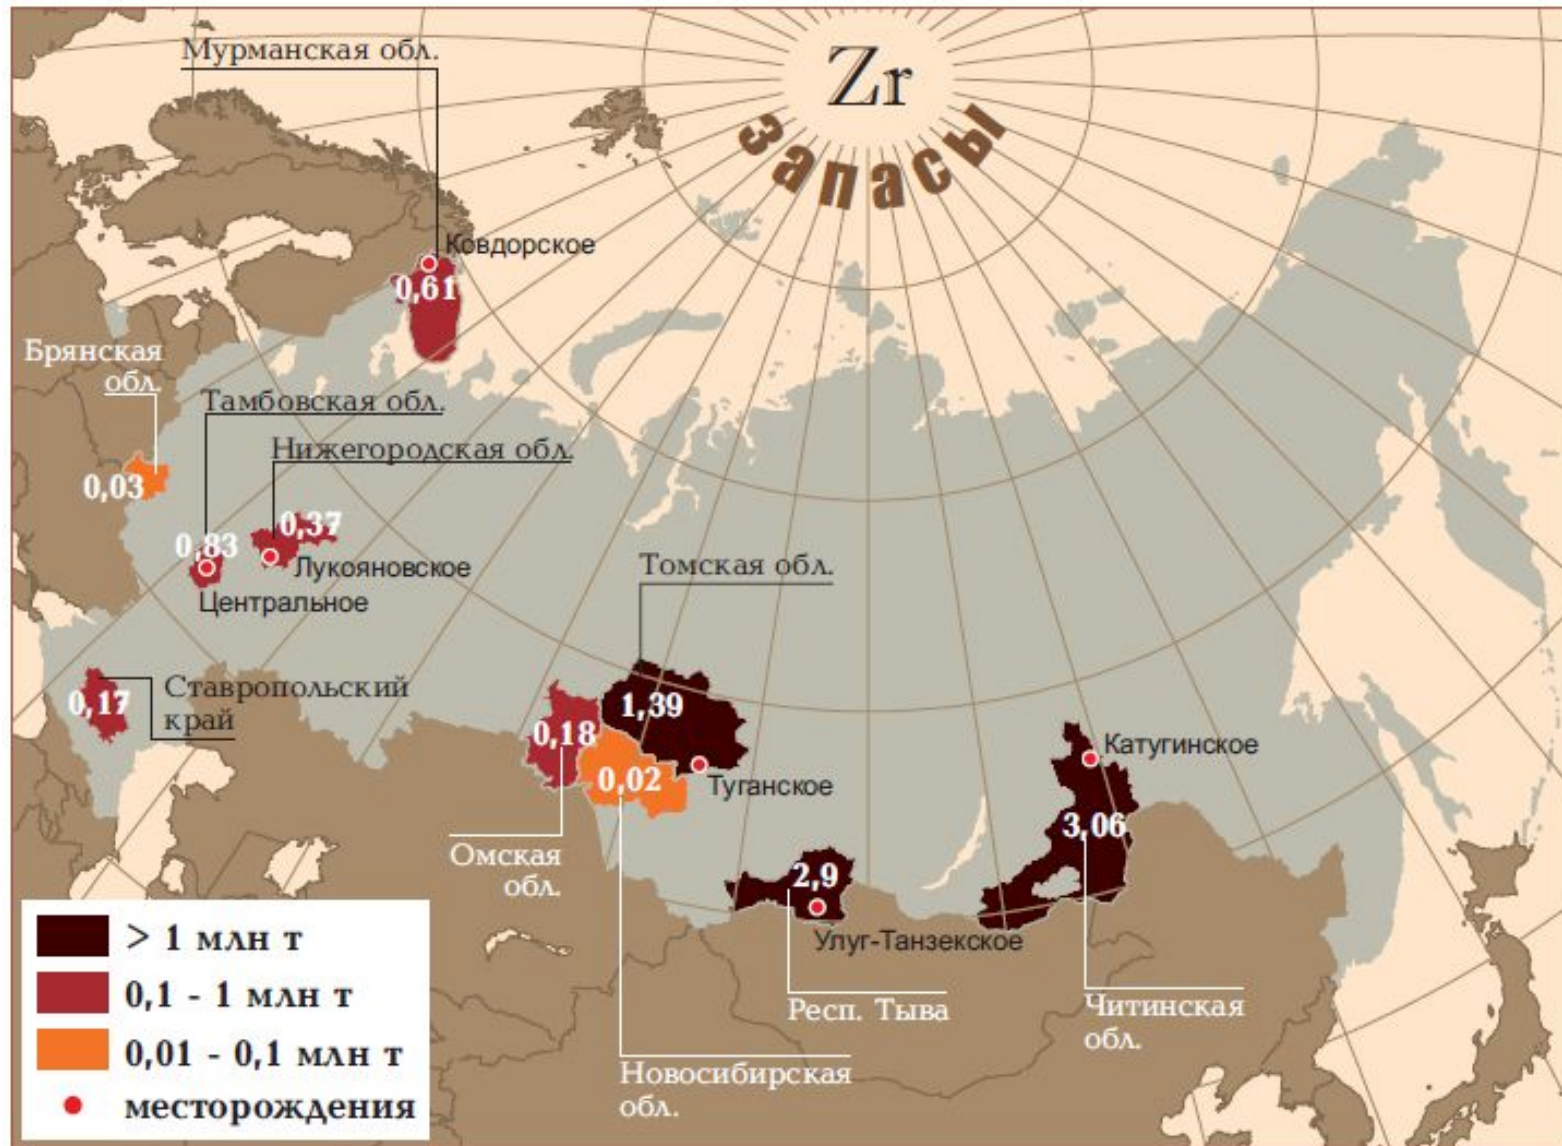 Zr
запасы
Мурманская обл.
Ковдорское
0,61
Брянская
обл.
0,03
Тамбовская обл.
Нижегородская обл.
0,37
0,83
Лукояновское
Центральное
Томская обл.
Ставропольский
край
0,17
1,39
0,18
0,02
Туганское
Катугинское
3,06
Омская
обл.
2,9
Улуг-Танзекское
Респ. Тыва
Читинская
обл.
Новосибирская
обл.
> 1 млн т
0,1 - 1 млн т
0,01 - 0,1 млн т
месторождения